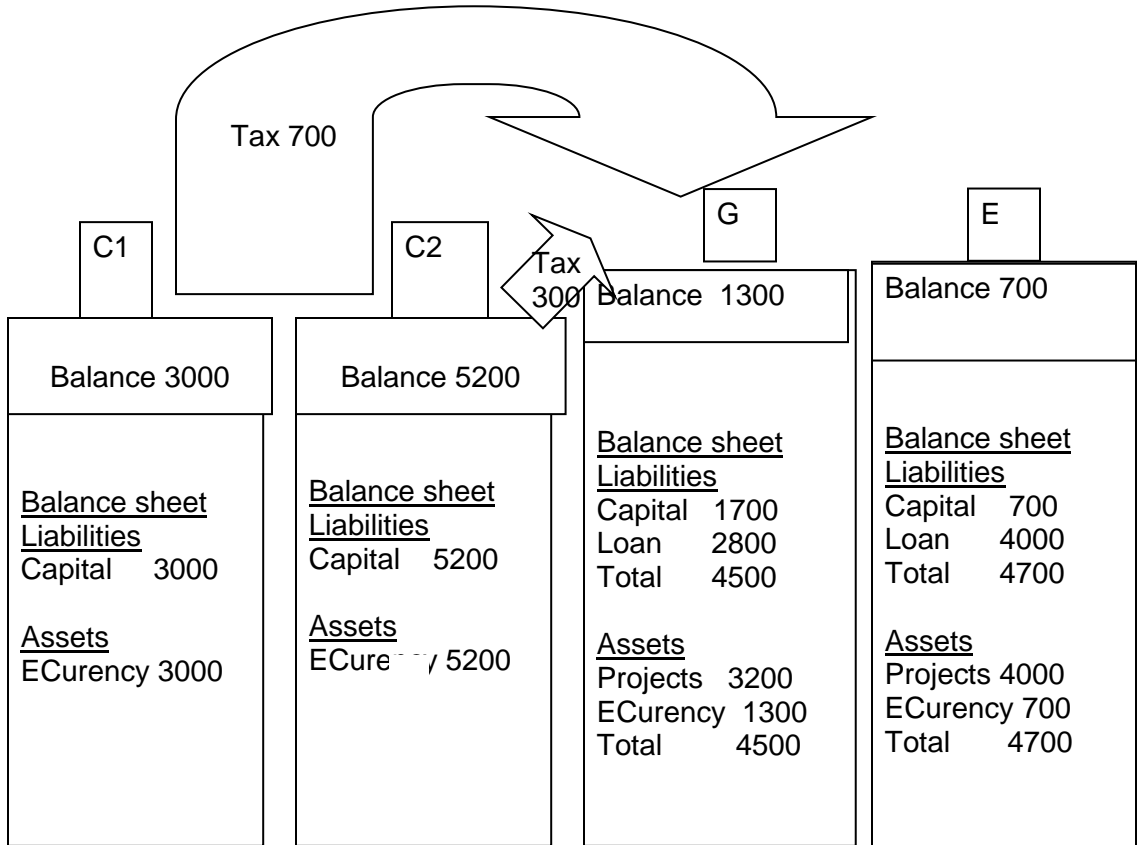 Tax 700
C1
C2
Tax
300
G
E
Balance 3000
Balance sheet
Liabilities
Capital 3000
Assets
ECurency 3000
Balance 5200
Balance sheet
Liabilities
Capital 5200
Assets
5200
Balance 1300
Balance sheet
Liabilities
Capital 1700
Loan 2800
Total 4500
Assets
Projects 3200
ECurency 1300
Total 4500
Balance 700
Balance sheet
Liabilities
Capital 700
Loan 4000
Total 4700
Assets
Projects 4000
ECurency 700
Total 4700